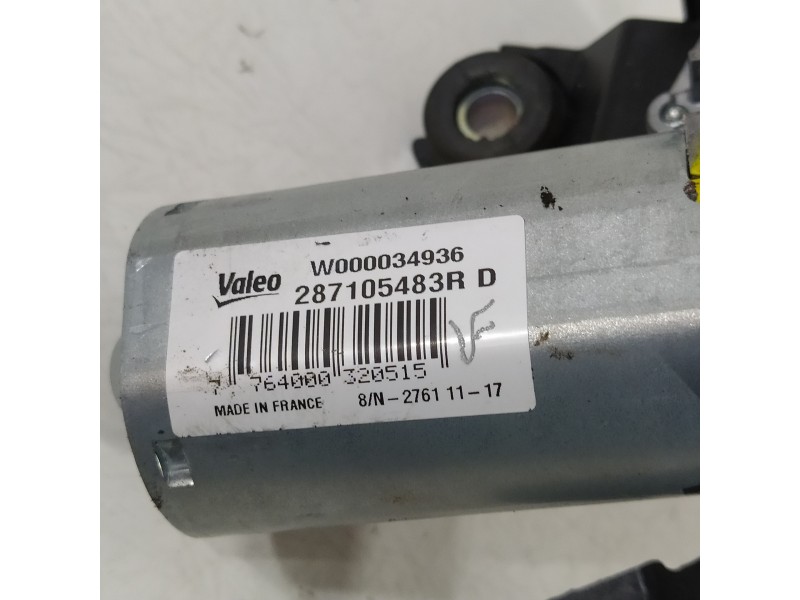 Valeo
W000034936
287105483R D
764000 320515
MADE IN FRANCE 8/N-2761 11-17